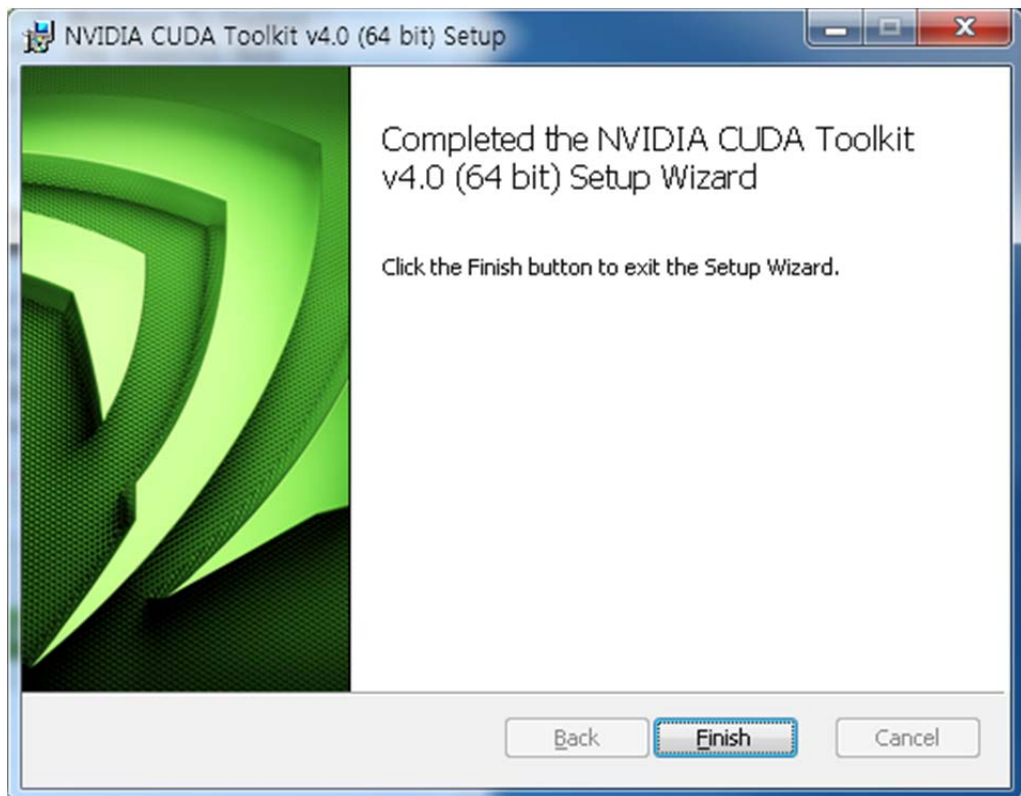 NVIDIA CUDA Toolkit v4.0 (64 bit) Setup
Completed the NVIDIA CUDA Toolkit
v4.0 (64 bit) Setup Wizard
Click the Finish button to exit the Setup Wizard.
Back Finish Cancel